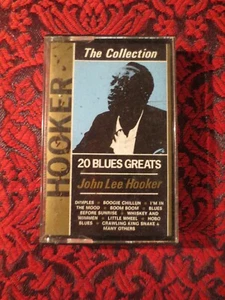 The Collection
HOOKER
20 BLUES GREATS
John Lee Hooker
DIMPLES ★ BOOGIE CHILLUN ★ I'M IN
THE MOOD ★ BOOM BOOM ★ BLUES
BEFORE SUNRISE ★ WHISKEY AND
WIMMEN ★ LITTLE WHEEL ★ HOBO
BLUES ★ CRAWLING KING SNAKE &
MANY OTHERS